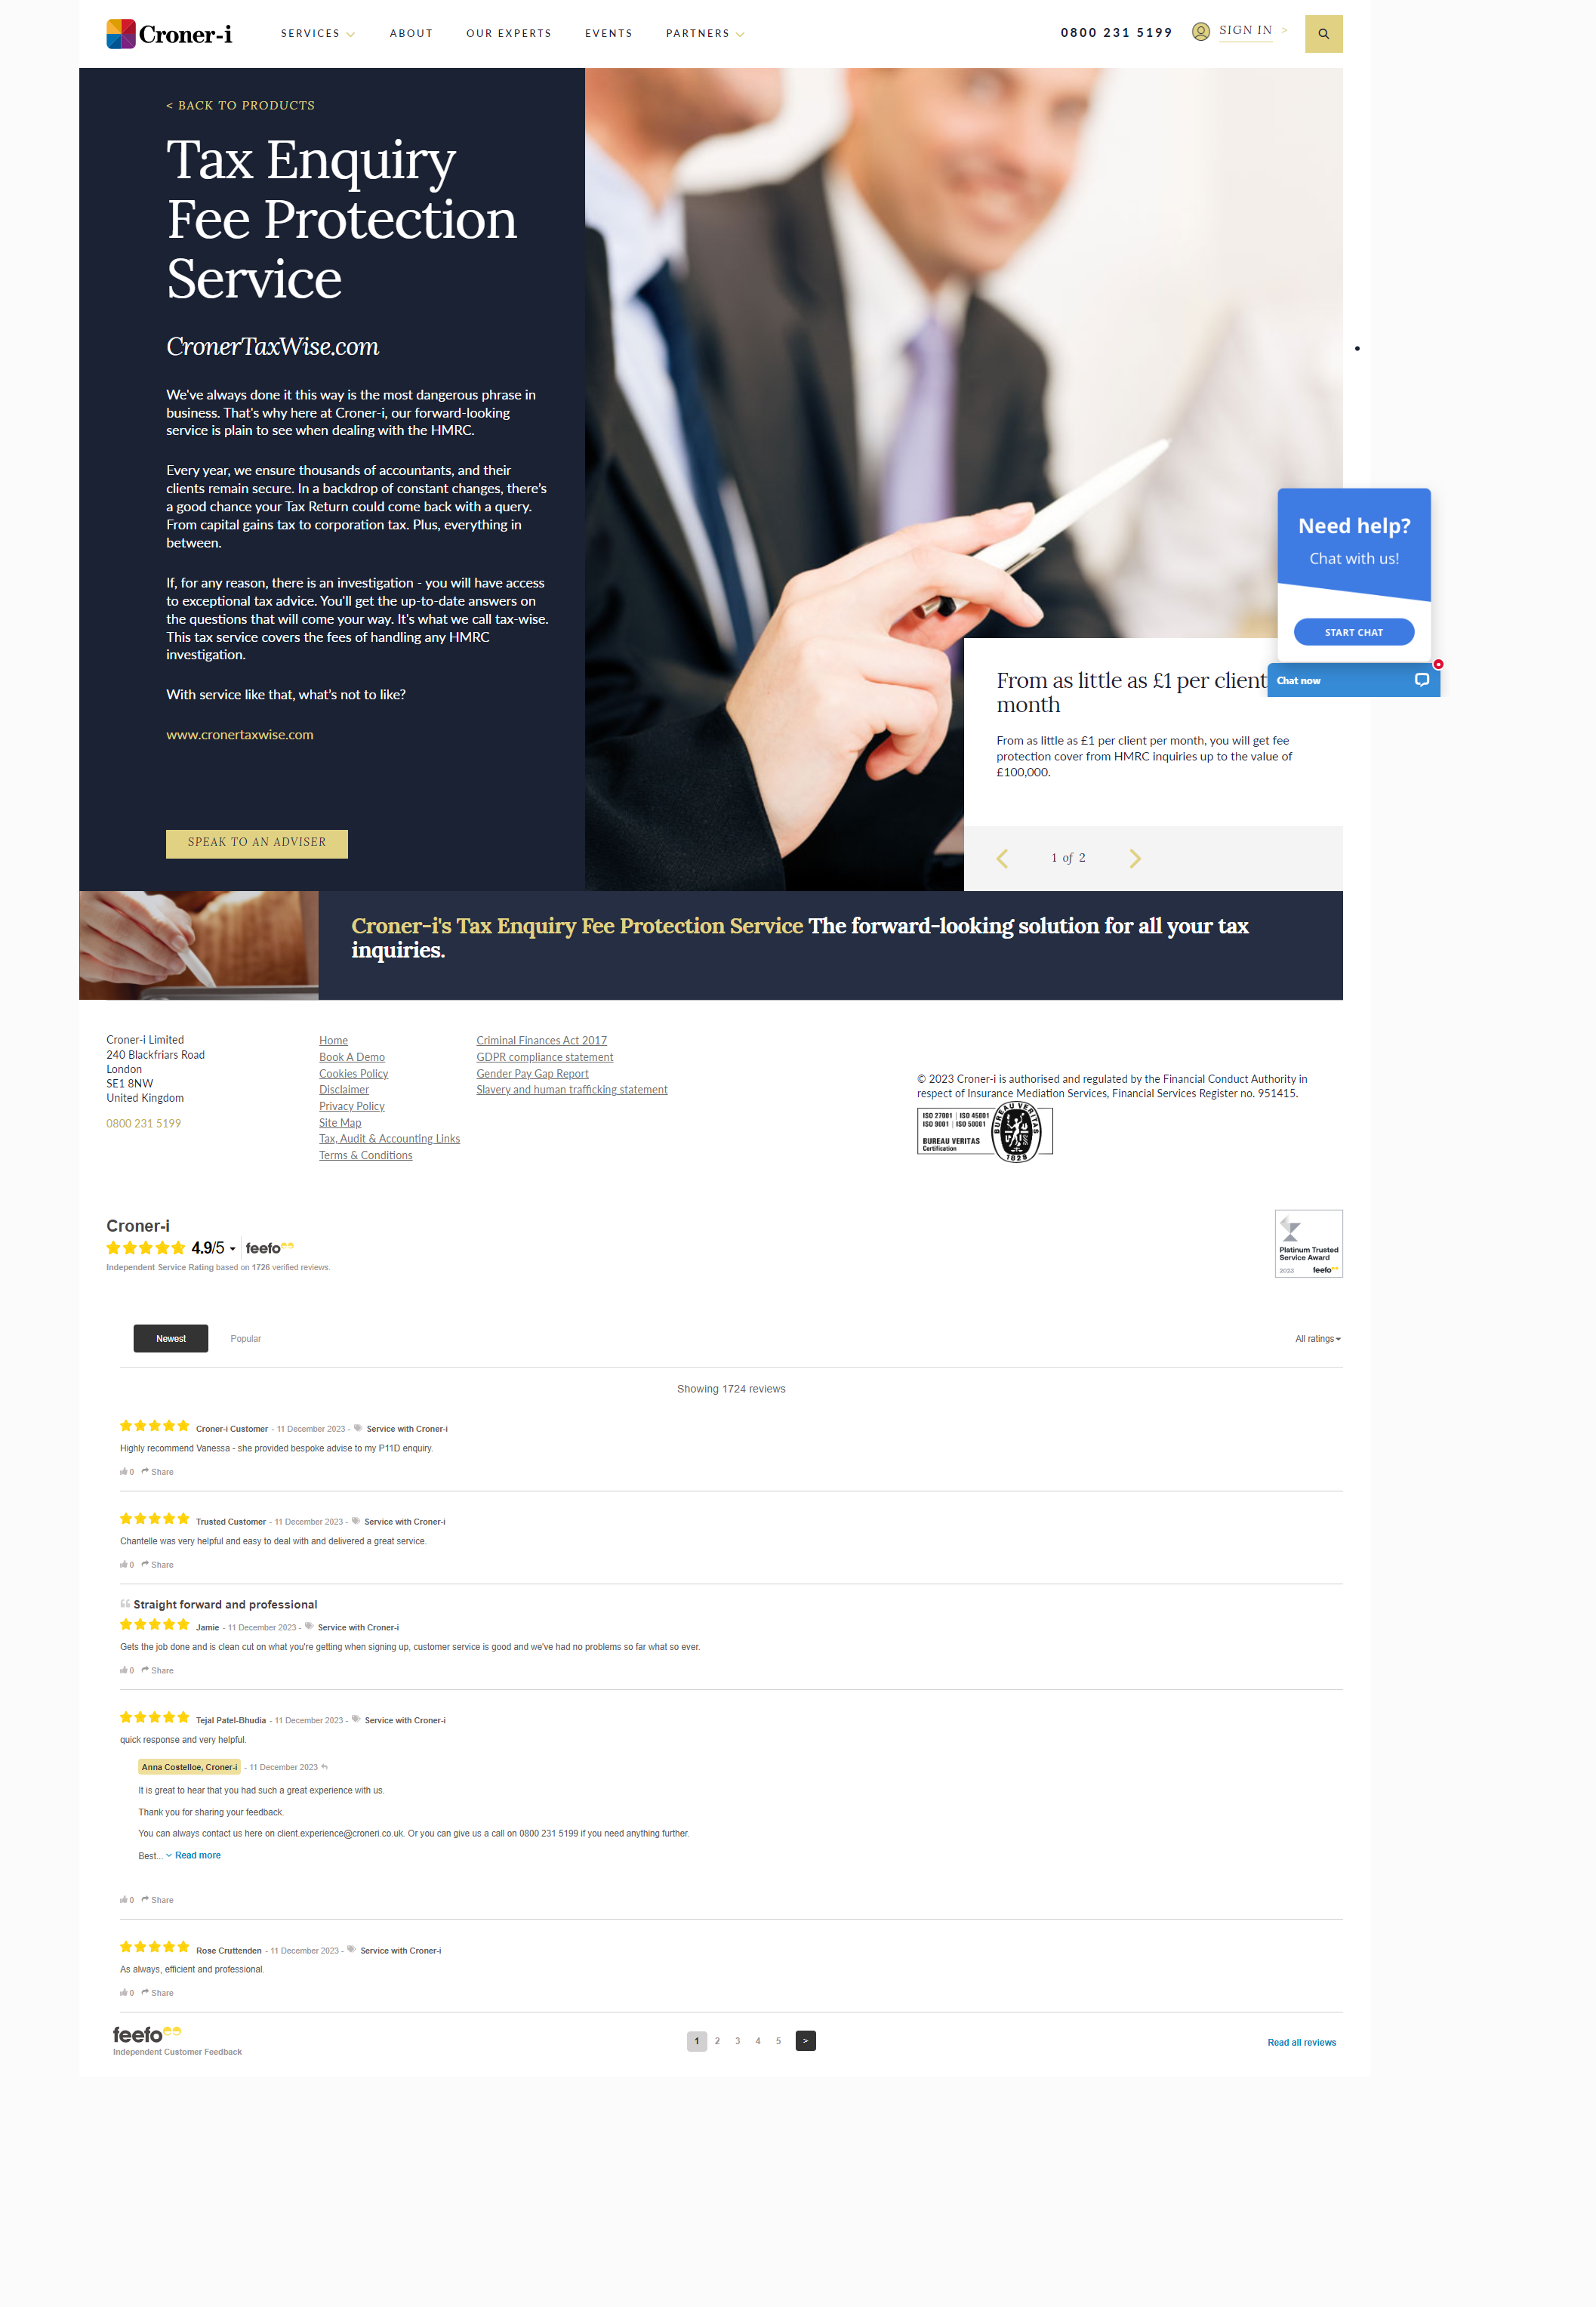 Croner-i
SERVICES
ABOUT
OUR EXPERTS
EVENTS
PARTNERS
0800 231 5199
SIGN IN >
< BACK TO PRODUCTS
Tax Enquiry
Fee Protection
Service
CronerTaxWise.com
We've always done it this way is the most dangerous phrase in
business. That's why here at Croner-i, our forward-looking
service is plain to see when dealing with the HMRC.
Every year, we ensure thousands of accountants, and their
clients remain secure. In a backdrop of constant changes, there's
a good chance your Tax Return could come back with a query.
From capital gains tax to corporation tax. Plus, everything in
between.
If, for any reason, there is an investigation - you will have access
to exceptional tax advice. You'll get the up-to-date answers on
the questions that will come your way. It's what we call tax-wise.
This tax service covers the fees of handling any HMRC
investigation.
With service like that, what's not to like?
www.cronertaxwise.com
SPEAK TO AN ADVISER
Need help?
Chat with us!
START CHAT
Chat now
From as little as £1 per client
month
From as little as £1 per client per month, you will get fee
protection cover from HMRC inquiries up to the value of
£100,000.
1 of 2
Croner-i's Tax Enquiry Fee Protection Service The forward-looking solution for all your tax
inquiries.
Croner-i Limited
240 Blackfriars Road
London
SE1 8NW
United Kingdom
0800 231 5199
Home
Book A Demo
Cookies Policy
Disclaimer
Privacy Policy
Site Map
Tax, Audit & Accounting Links
Terms & Conditions
Criminal Finances Act 2017
GDPR compliance statement
Gender Pay Gap Report
Slavery and human trafficking statement
© 2023 Croner-i is authorised and regulated by the Financial Conduct Authority in
respect of Insurance Mediation Services, Financial Services Register no. 951415.
ISO 27001 | ISO 45001
ISO 9001 | ISO 50001
BUREAU VERITAS
Certification
BUREAU VERITAS
1828
Croner-i
4.9/5 feefo
Independent Service Rating based on 1726 verified reviews.
Platinum Trusted
Service Award
2023 feefo
Newest
Popular
All ratings
Showing 1724 reviews
Croner-i Customer - 11 December 2023 - Service with Croner-i
Highly recommend Vanessa - she provided bespoke advise to my P11D enquiry.
0 Share
Trusted Customer - 11 December 2023 - Service with Croner-i
Chantelle was very helpful and easy to deal with and delivered a great service.
0 Share
Straight forward and professional
Jamie - 11 December 2023 - Service with Croner-i
Gets the job done and is clean cut on what you're getting when signing up, customer service is good and we've had no problems so far what so ever.
0 Share
Tejal Patel-Bhudia - 11 December 2023 - Service with Croner-i
quick response and very helpful.
Anna Costelloe, Croner-i - 11 December 2023
It is great to hear that you had such a great experience with us.
Thank you for sharing your feedback.
You can always contact us here on client.experience@croneri.co.uk. Or you can give us a call on 0800 231 5199 if you need anything further.
Best... Read more
0 Share
Rose Cruttenden - 11 December 2023 - Service with Croner-i
As always, efficient and professional.
0 Share
feefo
Independent Customer Feedback
1 2 3 4 5 >
Read all reviews